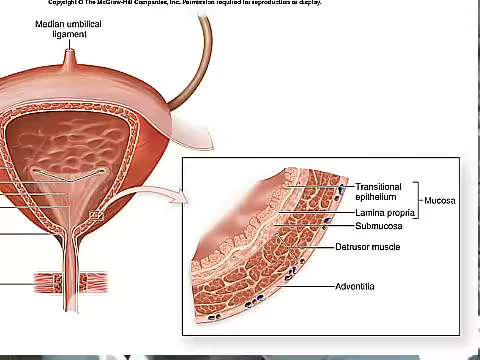 Copyright © The McGraw-Hill Companies, Inc. Permission required for reproduction or display.
Median umbilical
ligament
Transitional
epithelium
Mucosa
Lamina propria
Submucosa
Detrusor muscle
Adventitia